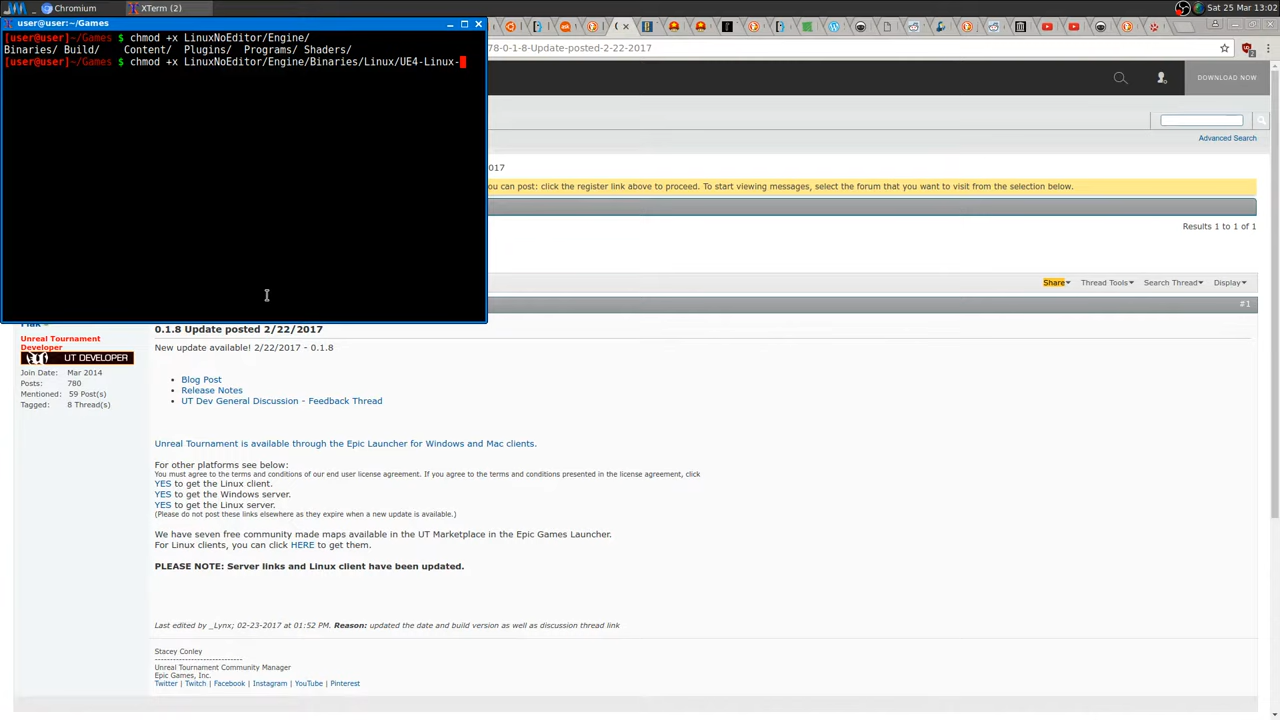 Chromium
XTerm (2)
Sat 25 Mar 13:02
user@user:~/Games
[user@user]-/Games $ chmod +x LinuxNoEditor/Engine/
Binaries/ Build/ Content/ Plugins/ Programs/ Shaders/
[user@user]~/Games $ chmod +x LinuxNoEditor/Engine/Binaries/Linux/UE4-Linux-
78-0-1-8-Update-posted-2-22-2017
DOWNLOAD NOW
Advanced Search
2017
you can post: click the register link above to proceed. To start viewing messages, select the forum that you want to visit from the selection below.
Results 1 to 1 of 1
Share Thread Tools Search Thread Display
#1
Unreal Tournament
Developer
UT DEVELOPER
Join Date: Mar 2014
Posts: 780
Mentioned: 59 Post(s)
Tagged: 8 Thread(s)
0.1.8 Update posted 2/22/2017
New update available! 2/22/2017 - 0.1.8
• Blog Post
• Release Notes
• UT Dev General Discussion - Feedback Thread
Unreal Tournament is available through the Epic Launcher for Windows and Mac clients.
For other platforms see below:
You must agree to the terms and conditions of our end user license agreement. If you agree to the terms and conditions presented in the license agreement, click
YES to get the Linux client.
YES to get the Windows server.
YES to get the Linux server.
(Please do not post these links elsewhere as they expire when a new update is available.)
We have seven free community made maps available in the UT Marketplace in the Epic Games Launcher.
For Linux clients, you can click HERE to get them.
PLEASE NOTE: Server links and Linux client have been updated.
Last edited by _Lynx; 02-23-2017 at 01:52 PM. Reason: updated the date and build version as well as discussion thread link
Stacey Conley
--------------------------
Unreal Tournament Community Manager
Epic Games, Inc.
Twitter | Twitch | Facebook | Instagram | YouTube | Pinterest